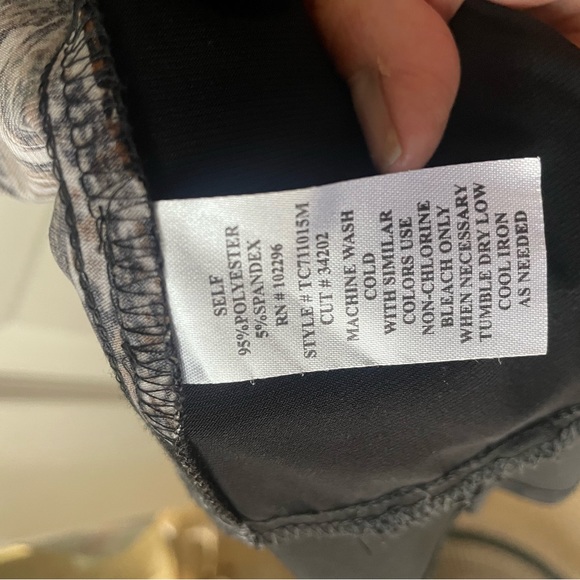 SELF
95%POLYESTER
5%SPANDEX
RN # 102296
STYLE # TC711015M
CUT # 34202
MACHINE WASH
COLD
WITH SIMILAR
COLORS USE
NON-CHLORINE
BLEACH ONLY
WHEN NECESSARY
TUMBLE DRY LOW
COOL IRON
AS NEEDED